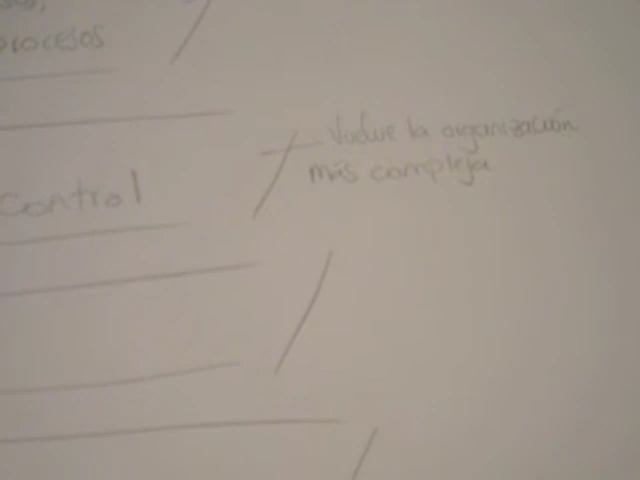 procesos
Vuelve la organización
más compleja
control